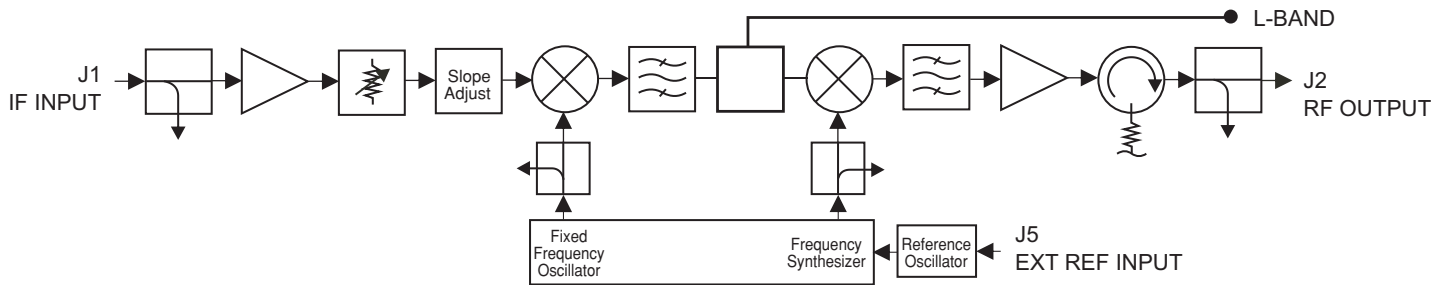 L-BAND
J1
IF INPUT
Slope
Adjust
J2
RF OUTPUT
Fixed
Frequency
Oscillator
Frequency
Synthesizer
Reference
Oscillator
J5
EXT REF INPUT